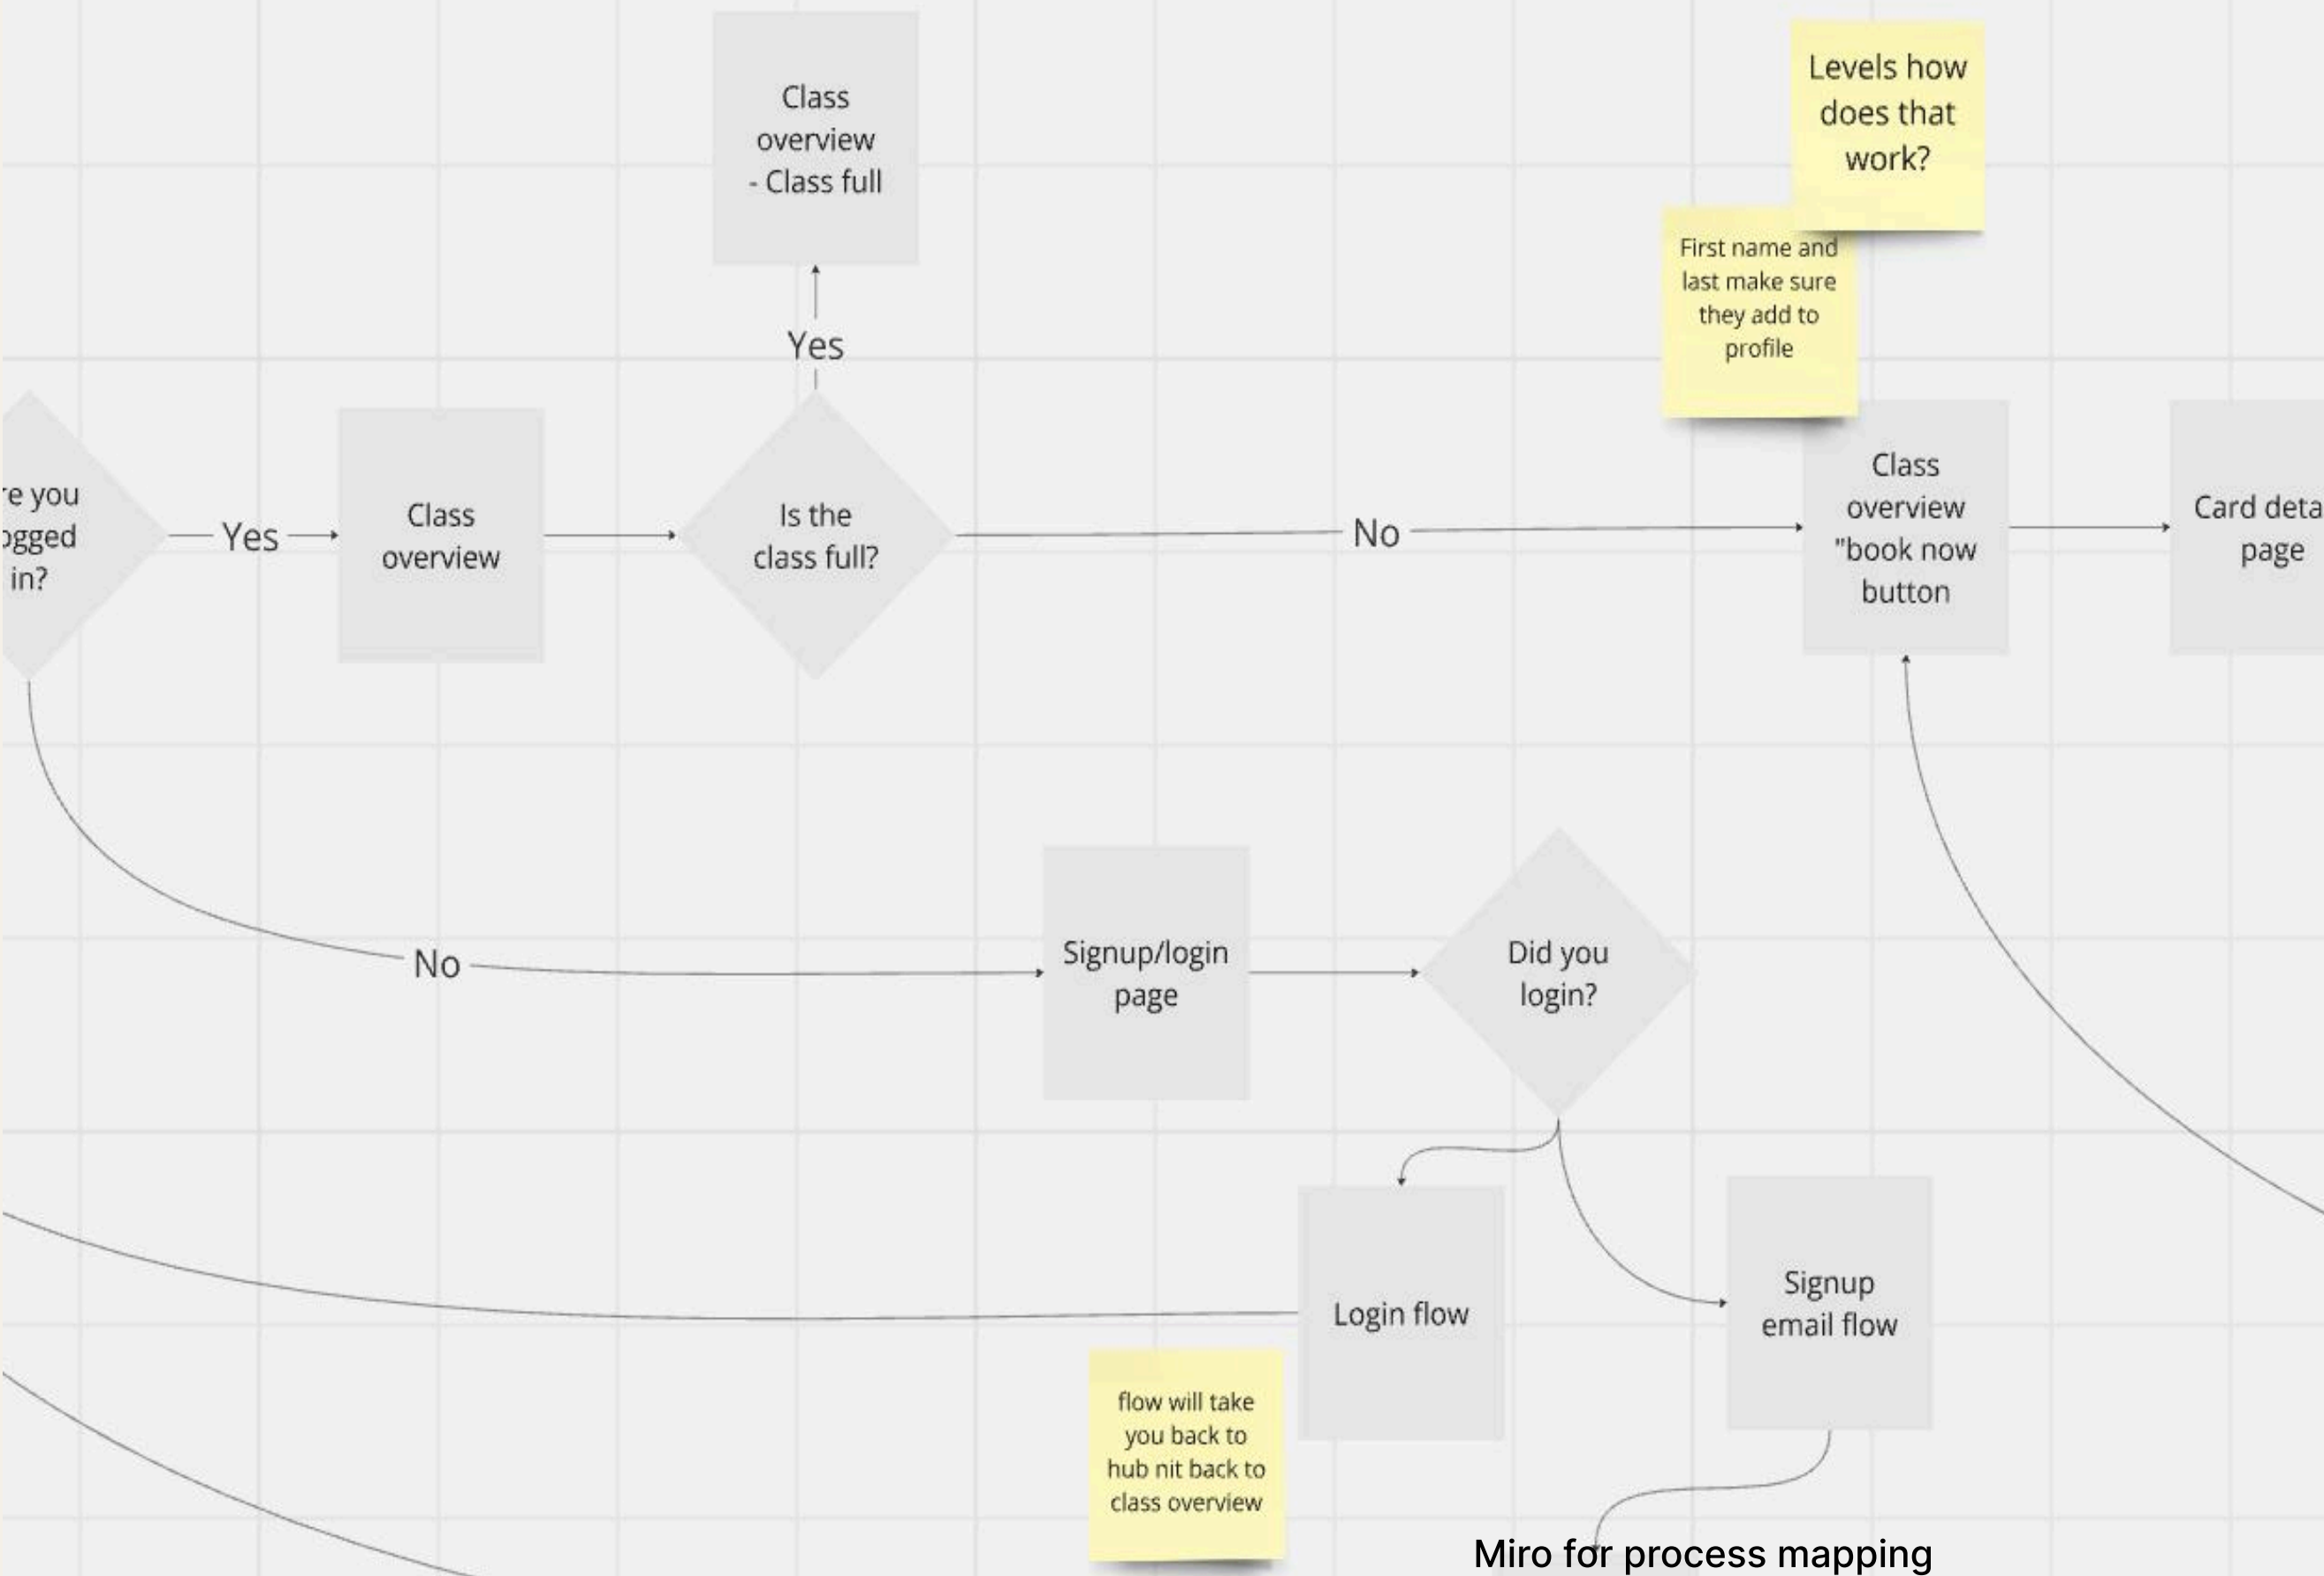 Class
overview
- Class full
Levels how
does that
work?
First name and
last make sure
they add to
profile
Yes
re you
ogged
in?
Yes
Class
overview
Is the
class full?
No
Class
overview
"book now
button
Card deta
page
No
Signup/login
page
Did you
login?
Login flow
Signup
email flow
flow will take
you back to
hub nit back to
class overview
Miro for process mapping